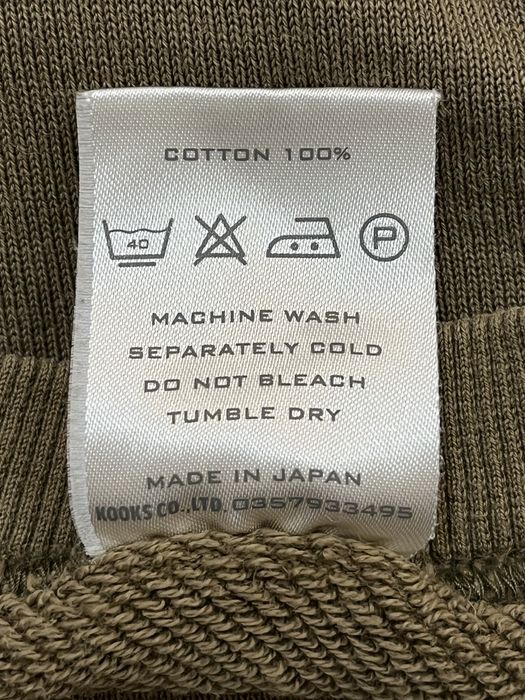 COTTON 100%
40 P
MACHINE WASH
SEPARATELY COLD
DO NOT BLEACH
TUMBLE DRY
MADE IN JAPAN
KOOKS CO.,LTD. 0357933495